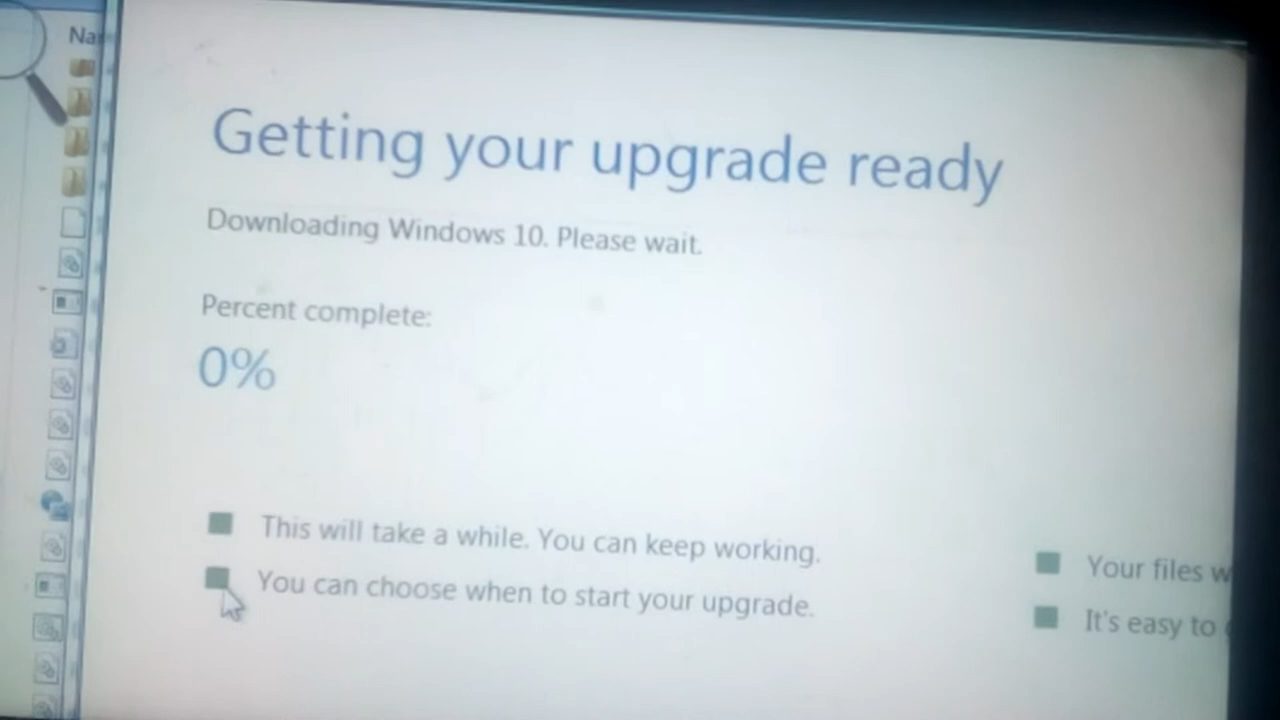 Getting your upgrade ready
Downloading Windows 10. Please wait.
Percent complete:
0%
This will take a while. You can keep working.
You can choose when to start your upgrade.
Your files
It's easy to